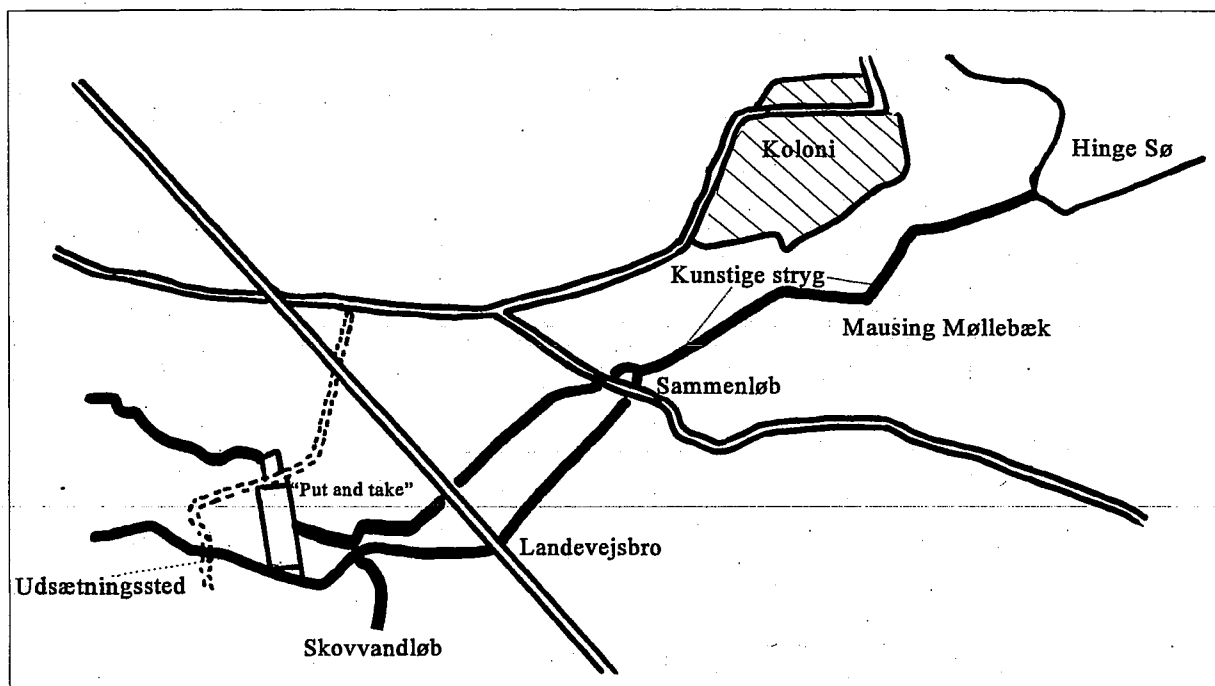 Hinge Sø
Koloni
Kunstige stryg
Mausing Møllebæk
Sammenløb
"Put and take"
Landevejsbro
Udsætningssted
Skovvandløb